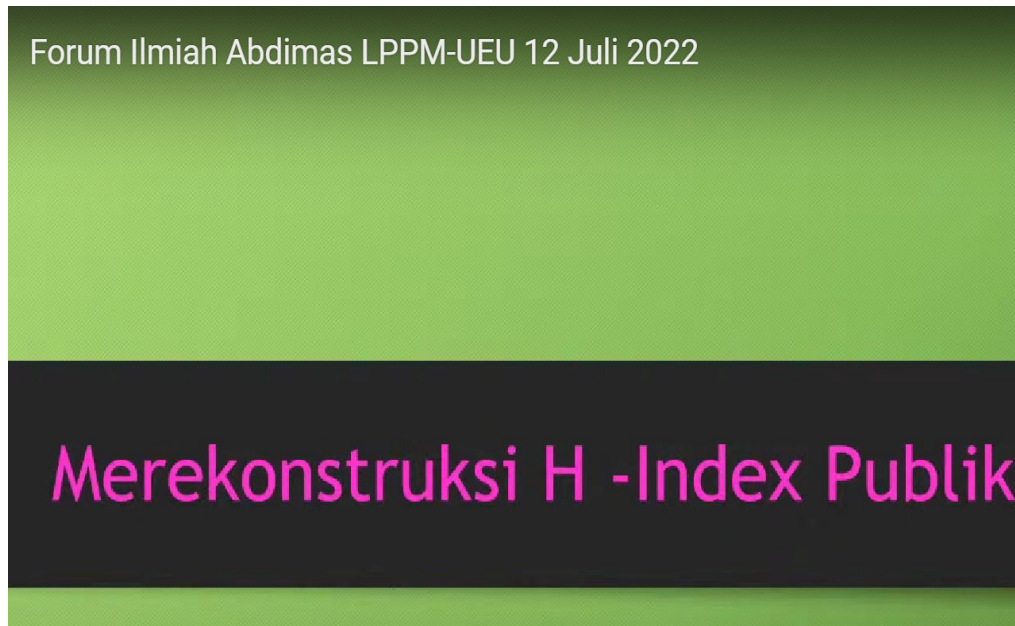 Forum Ilmiah Abdimas LPPM-UEU 12 Juli 2022
Merekonstruksi H -Index Publik